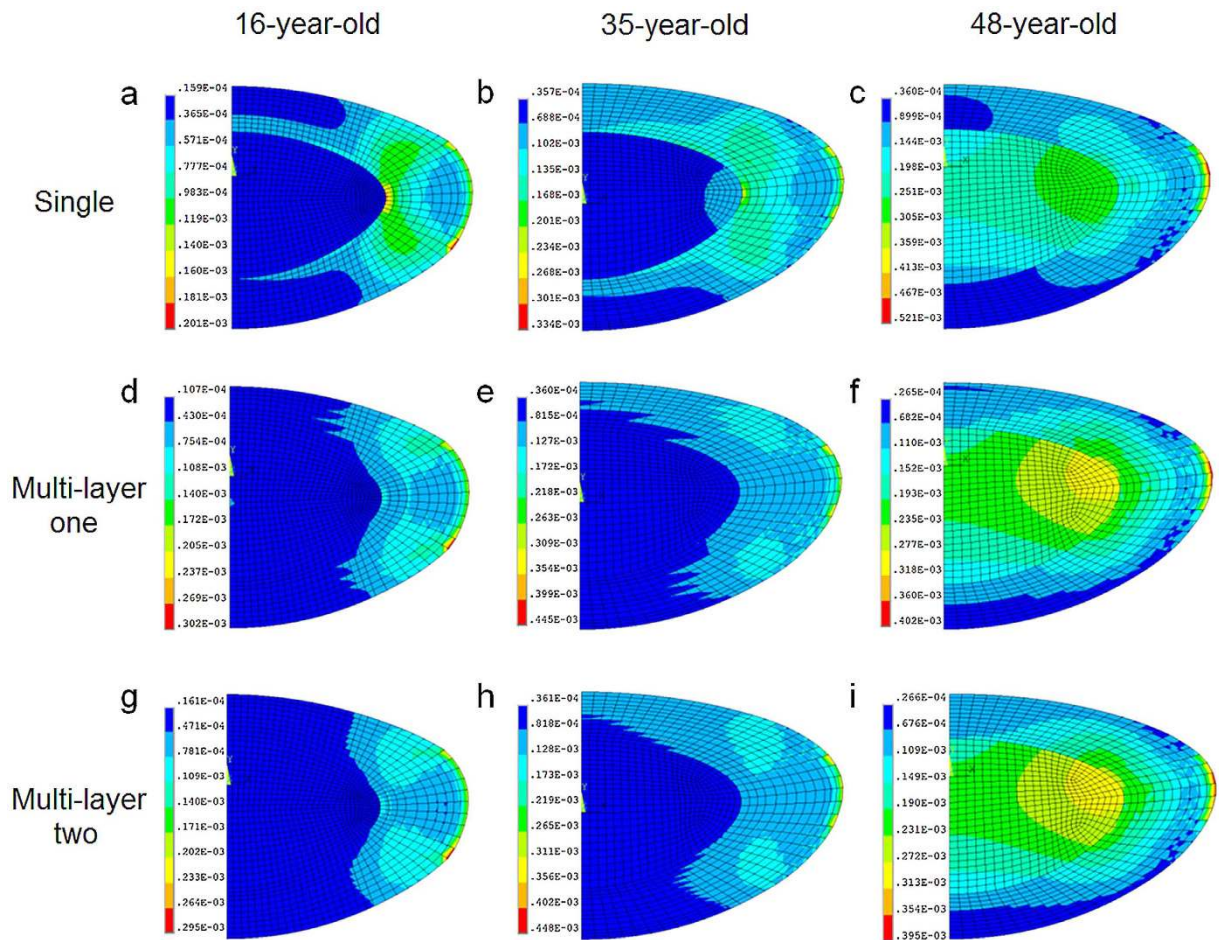 16-year-old
35-year-old
48-year-old
Single
a
.159E-04
.365E-04
.571E-04
.777E-04
.983E-04
.119E-03
.140E-03
.160E-03
.181E-03
.201E-03
Y
b
.357E-04
.688E-04
.102E-03
.135E-03
.168E-03
.201E-03
.234E-03
.268E-03
.301E-03
.334E-03
Y
c
.360E-04
.899E-04
.144E-03
.198E-03
.251E-03
.305E-03
.359E-03
.413E-03
.467E-03
.521E-03
Multi-layer
one
d
.107E-04
.430E-04
.754E-04
.108E-03
.140E-03
.172E-03
.205E-03
.237E-03
.269E-03
.302E-03
Y
e
.360E-04
.815E-04
.127E-03
.172E-03
.218E-03
.263E-03
.309E-03
.354E-03
.399E-03
.445E-03
Y
f
.265E-04
.682E-04
.110E-03
.152E-03
.193E-03
.235E-03
.277E-03
.318E-03
.360E-03
.402E-03
Multi-layer
two
g
.161E-04
.471E-04
.781E-04
.109E-03
.140E-03
.171E-03
.202E-03
.233E-03
.264E-03
.295E-03
Y
h
.361E-04
.818E-04
.128E-03
.173E-03
.219E-03
.265E-03
.311E-03
.356E-03
.402E-03
.448E-03
Y
i
.266E-04
.676E-04
.109E-03
.149E-03
.190E-03
.231E-03
.272E-03
.313E-03
.354E-03
.395E-03